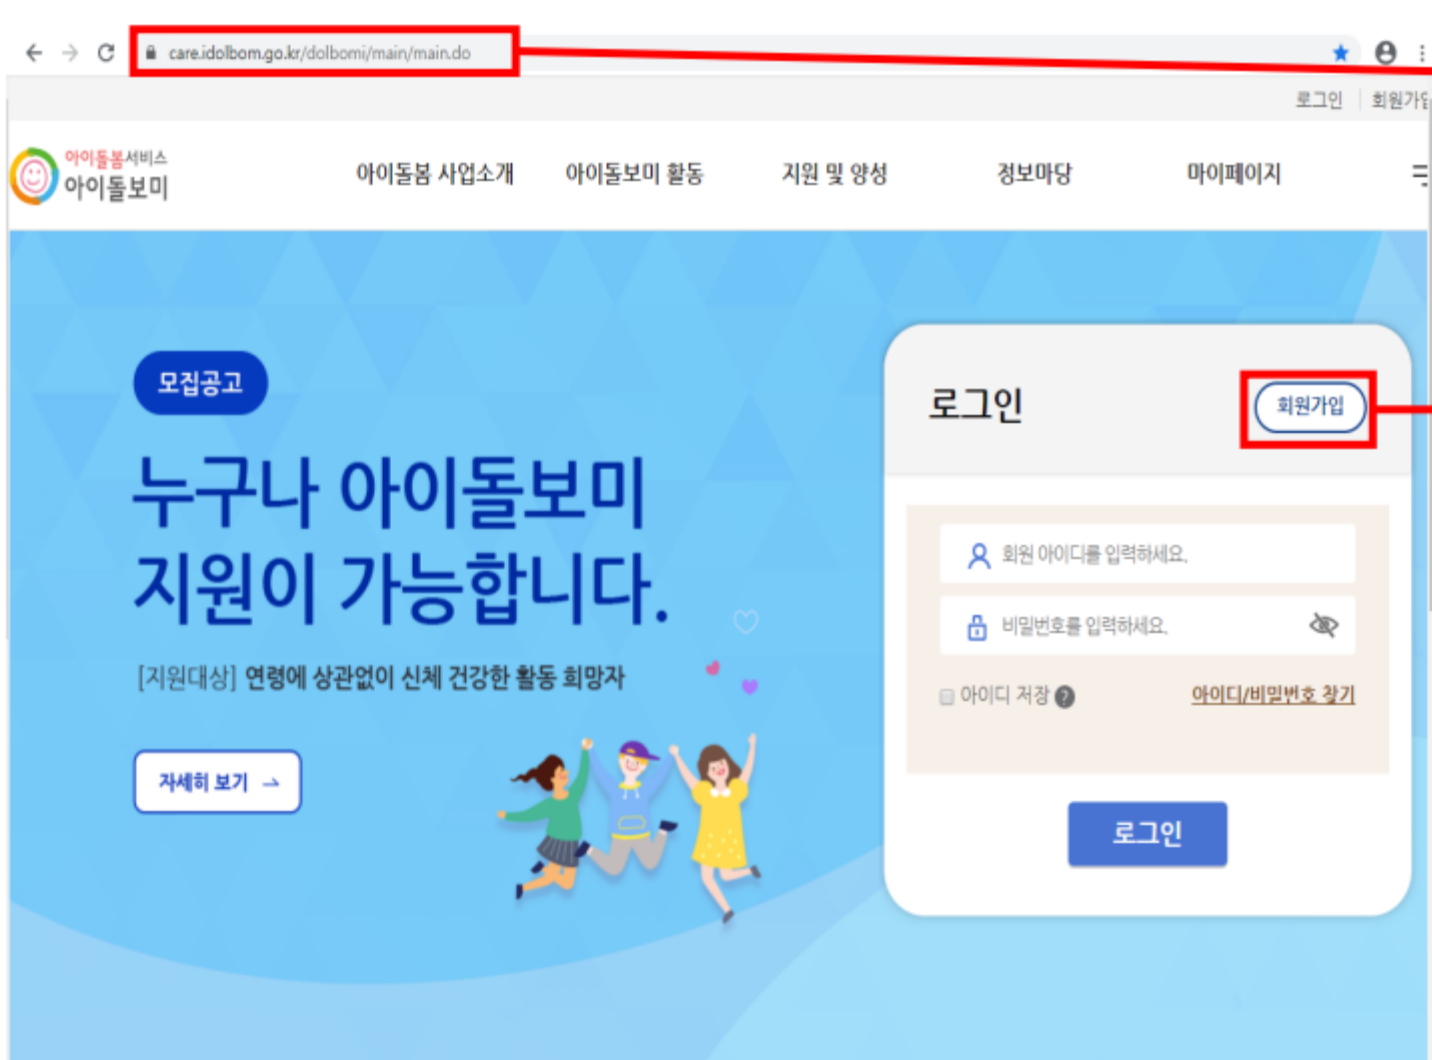 care.idolbom.go.kr/dolbomi/main/main.do
로그인 회원가입
아이돌봄서비스
아이돌보미
아이돌봄 사업소개 아이돌보미 활동 지원 및 양성 정보마당 마이페이지
모집공고
누구나 아이돌보미
지원이 가능합니다.
[지원대상] 연령에 상관없이 신체 건강한 활동 희망자
자세히 보기 →
로그인 회원가입
회원 아이디를 입력하세요.
비밀번호를 입력하세요.
아이디 저장 ? 아이디/비밀번호 찾기
로그인